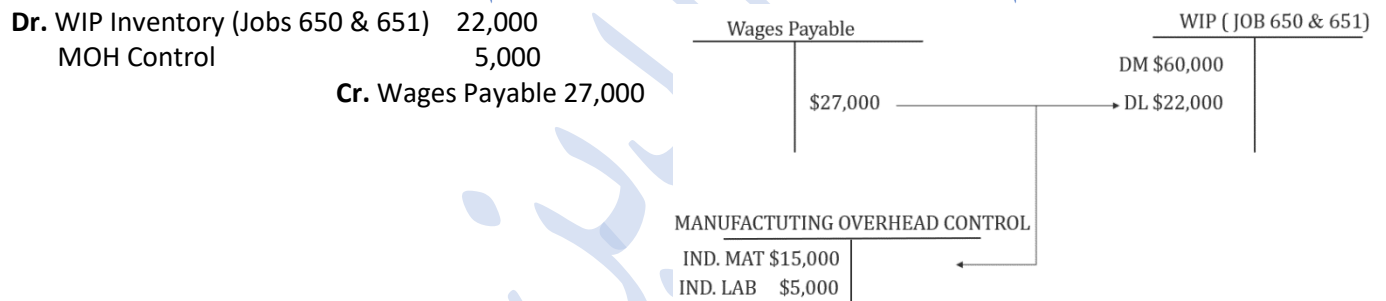 Dr. WIP Inventory (Jobs 650 & 651) 22,000
MOH Control 5,000
Cr. Wages Payable 27,000
Wages Payable
$27,000
WIP ( JOB 650 & 651)
DM $60,000
DL $22,000
MANUFACTUTING OVERHEAD CONTROL
IND. MAT $15,000
IND. LAB $5,000